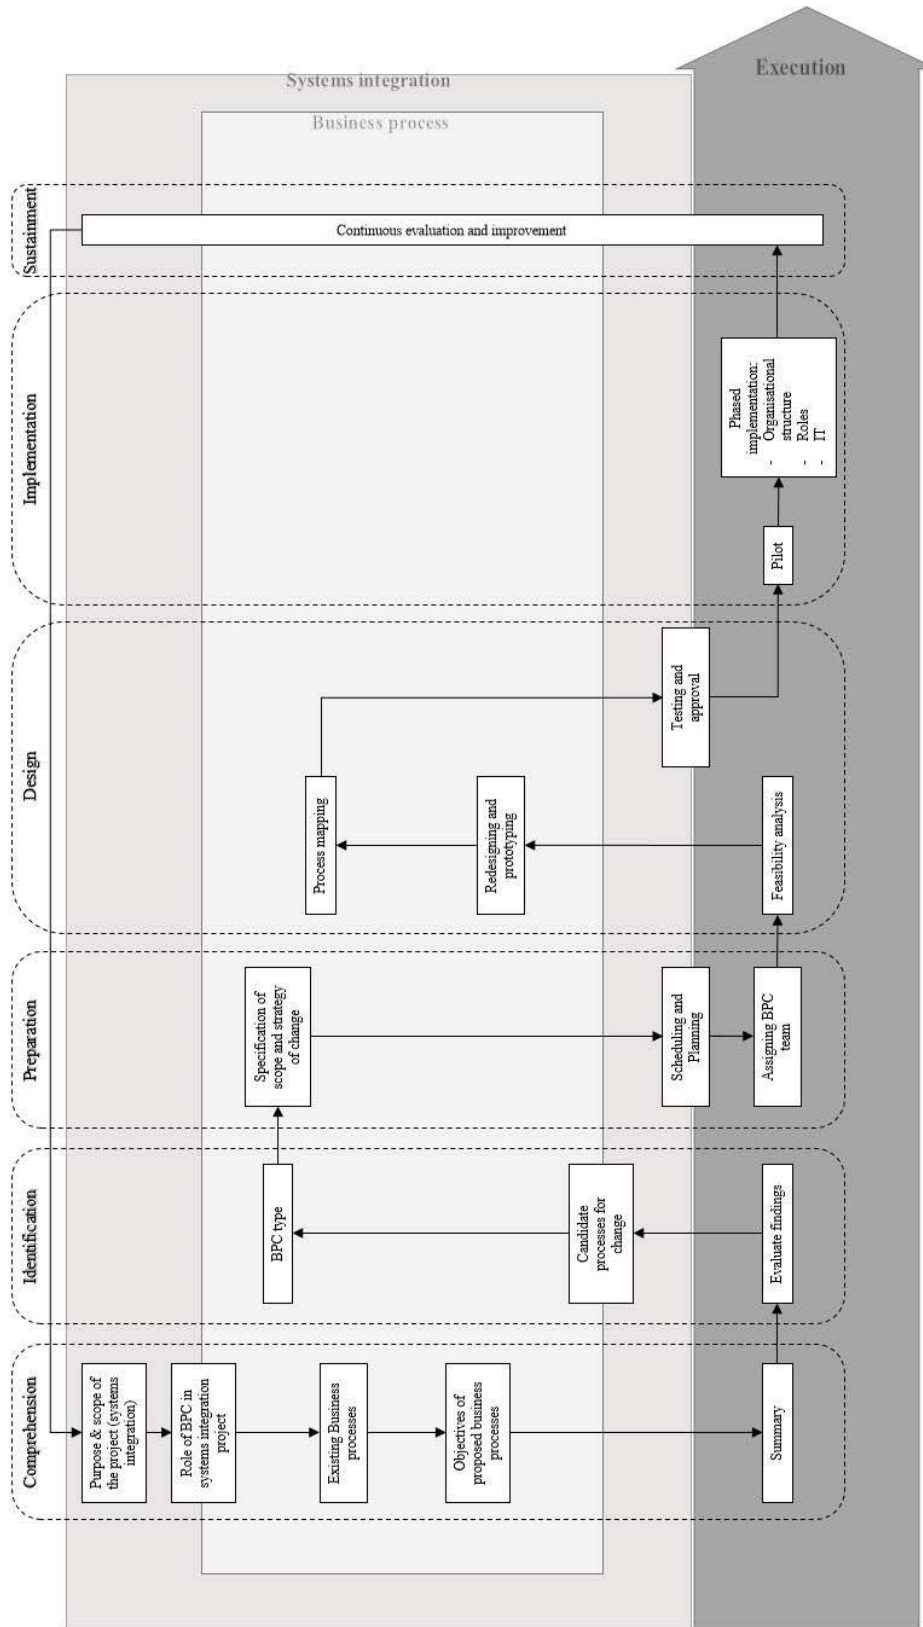 Execution
Systems integration
Business process
Sustainment
Continuous evaluation and improvement
Implementation
Phased
implementation:
- Organisational
structure
- Roles
- IT
Pilot
Design
Testing and
approval
Process mapping
Redesigning and
prototyping
Feasibility analysis
Preparation
Specification of
scope and strategy
of change
Scheduling and
Planning
Assigning BPC
team
Identification
BPC type
Candidate
processes for
change
Evaluate findings
Comprehension
Purpose & scope of
the project (systems
integration)
Role of BPC in
systems integration
project
Existing Business
processes
Objectives of
proposed business
processes
Summary